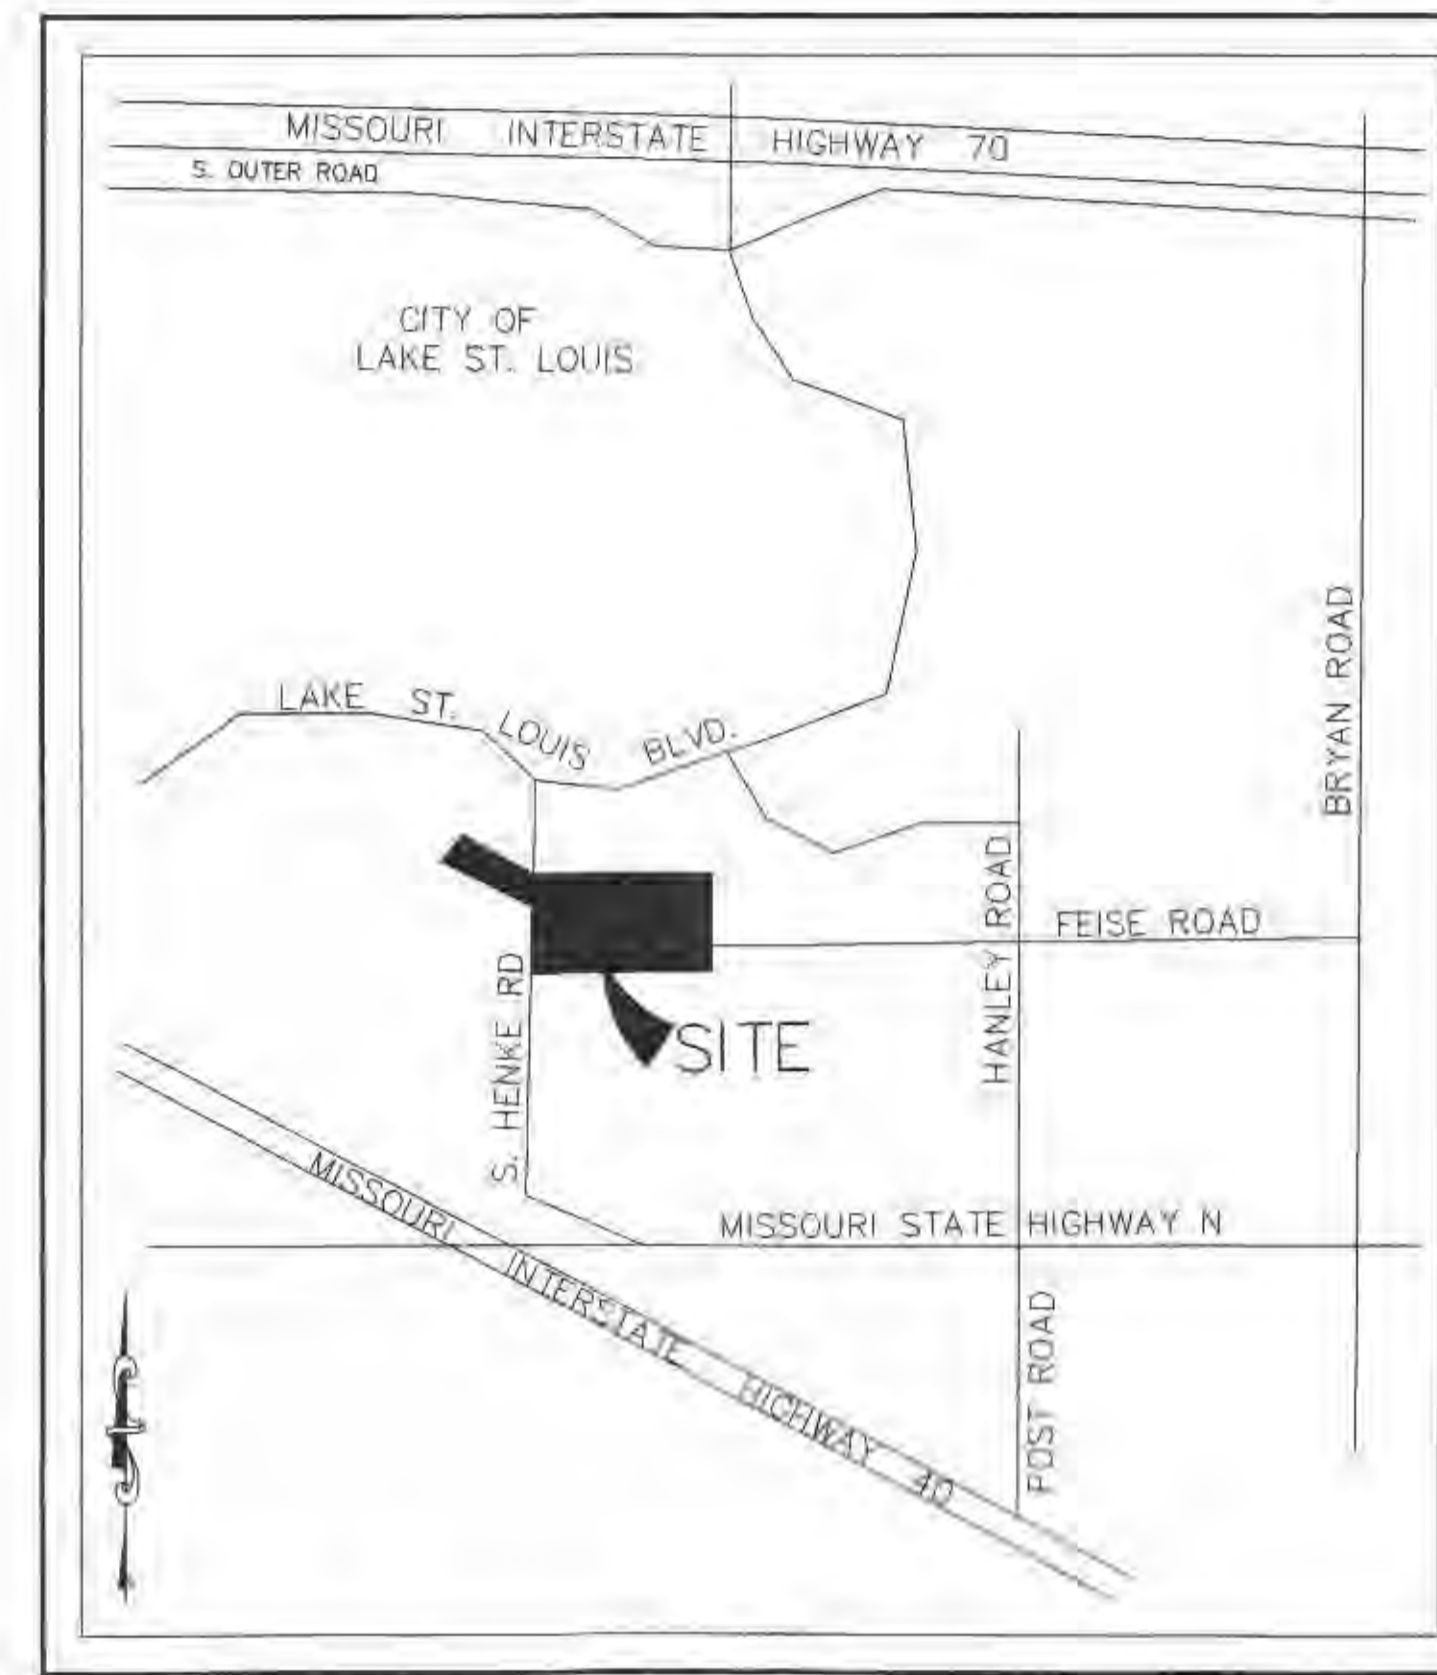 MISSOURI INTERSTATE HIGHWAY 70
S. OUTER ROAD
CITY OF
LAKE ST. LOUIS
BRYAN ROAD
LAKE ST. LOUIS BLVD.
HANLEY ROAD
FEISE ROAD
S. HENKE RD
SITE
MISSOURI STATE HIGHWAY N
MISSOURI INTERSTATE HIGHWAY 40
POST ROAD